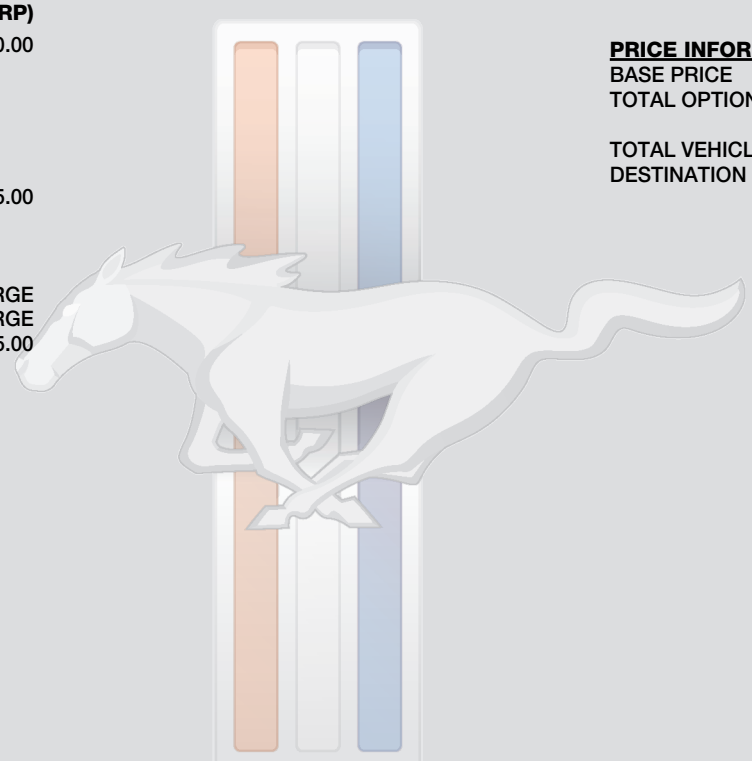 RP)
0.00
5.00
RGE
RGE
5.00
PRICE INFOR
BASE PRICE
TOTAL OPTION
TOTAL VEHICL
DESTINATION